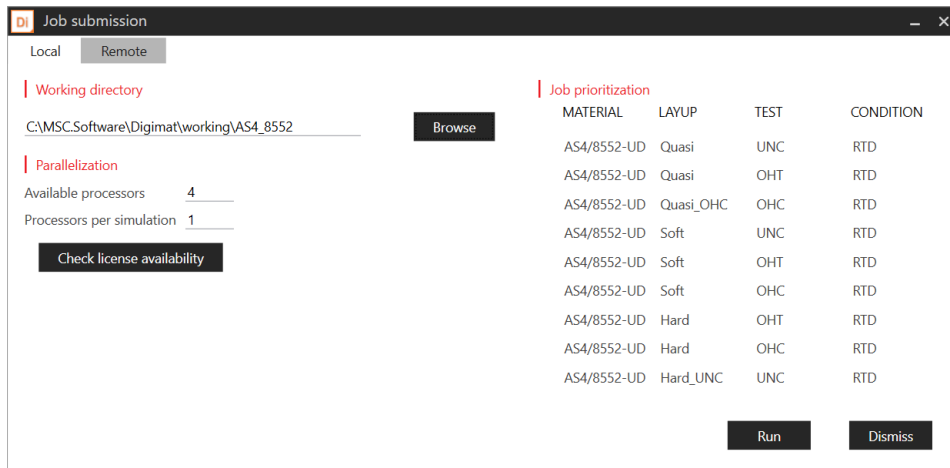 Di Job submission
Local Remote
Working directory
C:\MSC.Software\Digimat\working\AS4_8552 Browse
Parallelization
Available processors 4
Processors per simulation 1
Check license availability
Job prioritization
MATERIAL LAYUP TEST CONDITION
AS4/8552-UD Quasi UNC RTD
AS4/8552-UD Quasi OHT RTD
AS4/8552-UD Quasi_OHC OHC RTD
AS4/8552-UD Soft UNC RTD
AS4/8552-UD Soft OHT RTD
AS4/8552-UD Soft OHC RTD
AS4/8552-UD Hard OHT RTD
AS4/8552-UD Hard OHC RTD
AS4/8552-UD Hard_UNC UNC RTD
Run Dismiss